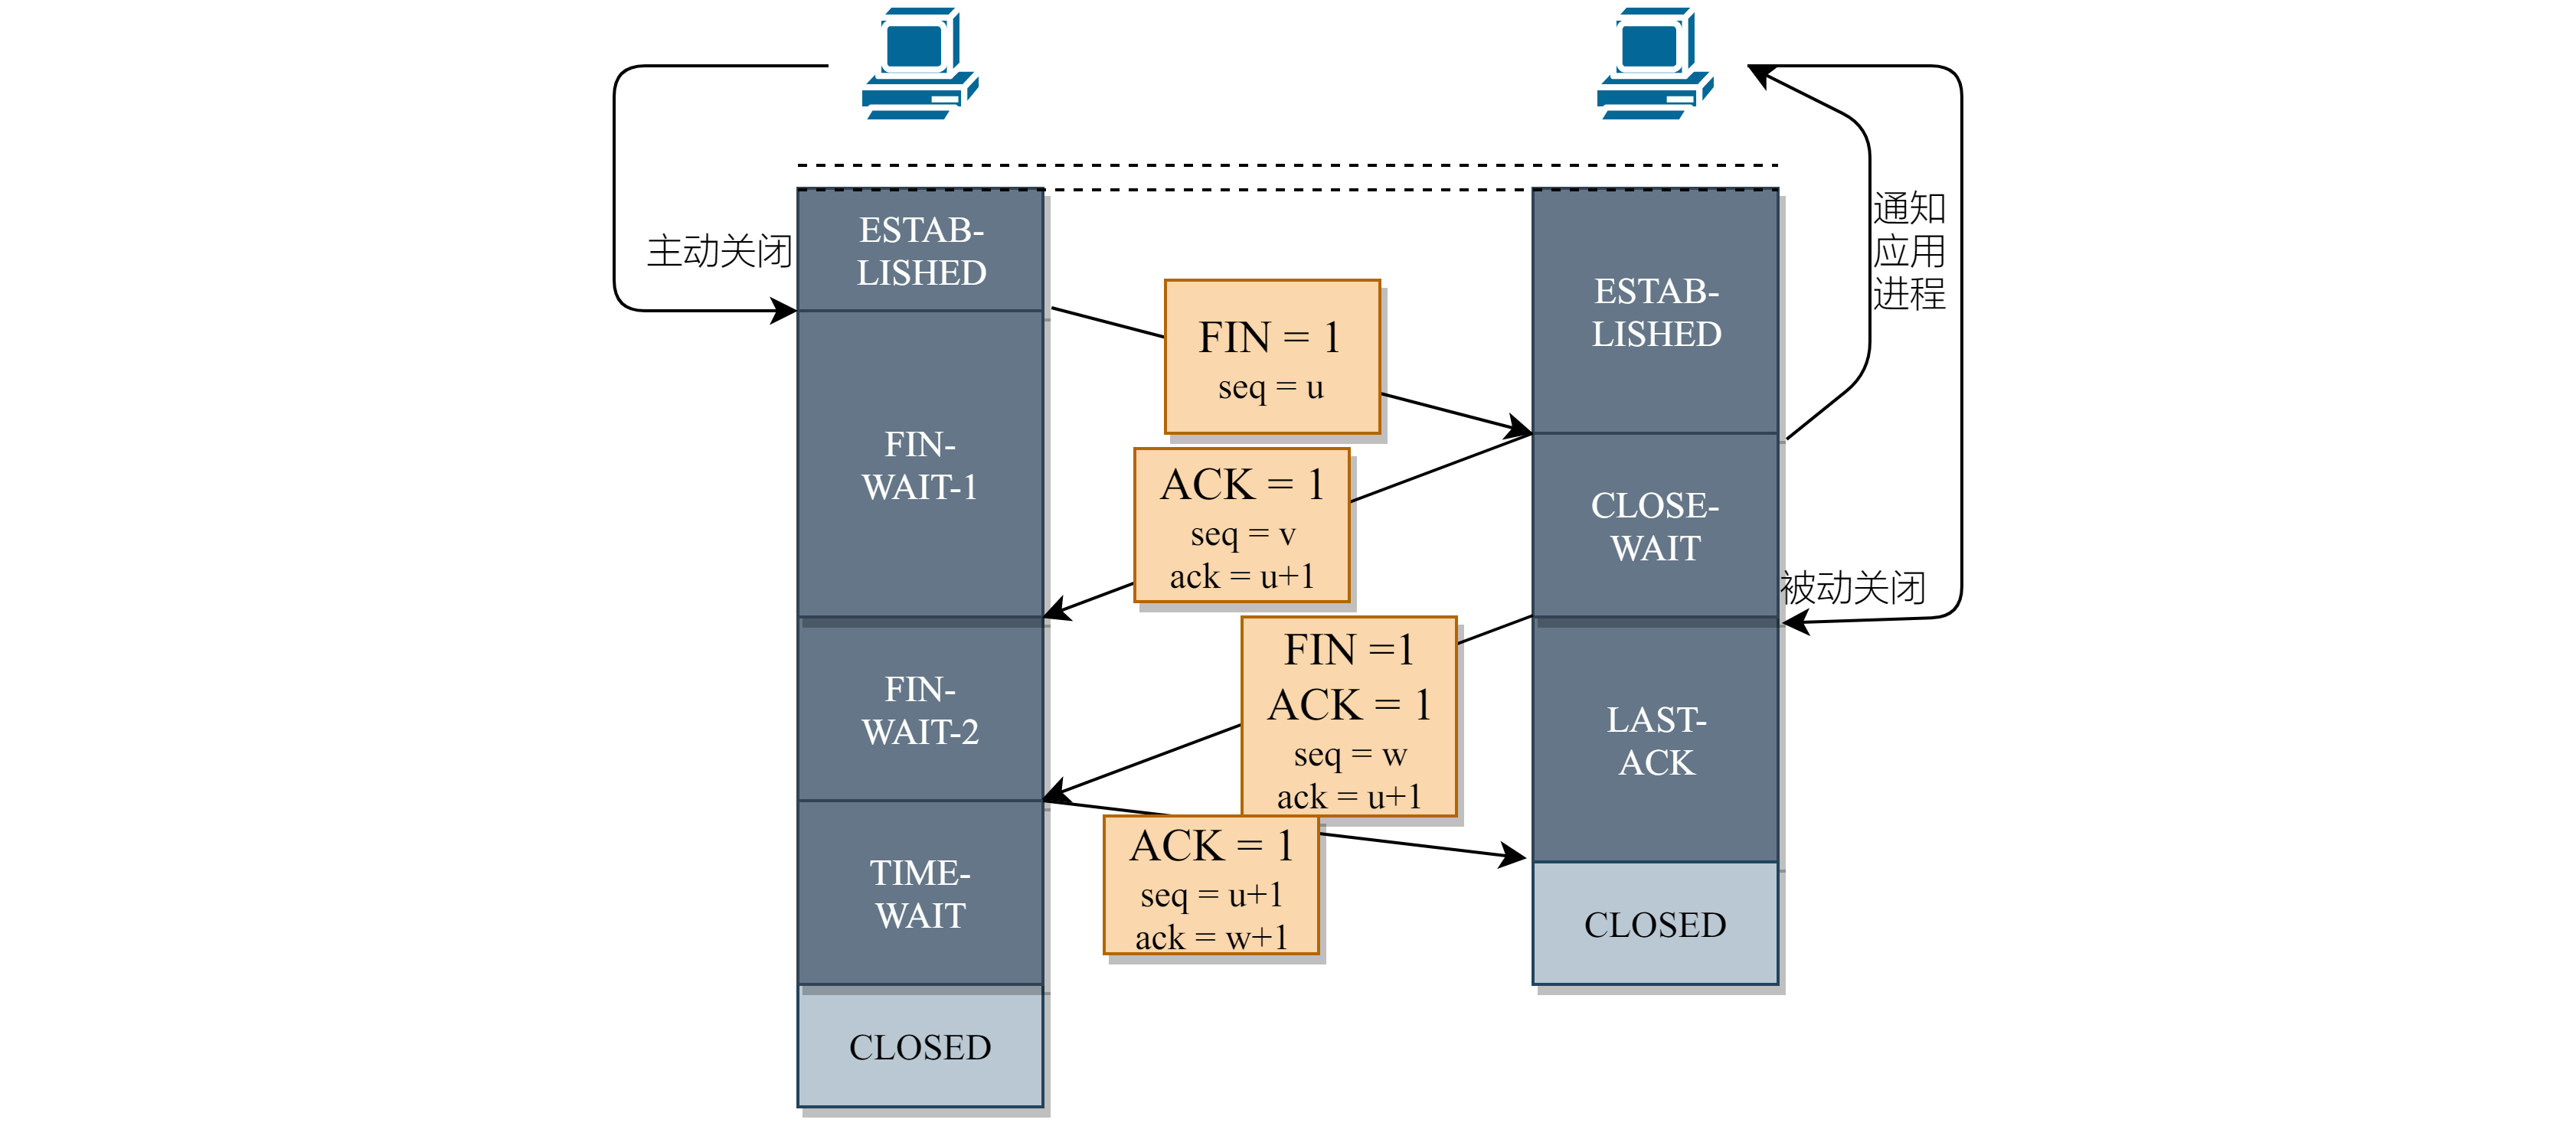 主动关闭
ESTAB-
LISHED
FIN-
WAIT-1
FIN-
WAIT-2
TIME-
WAIT
CLOSED
FIN = 1
seq = u
ACK = 1
seq = v
ack = u+1
FIN =1
ACK = 1
seq = w
ack = u+1
ACK = 1
seq = u+1
ack = w+1
ESTAB-
LISHED
CLOSE-
WAIT
LAST-
ACK
CLOSED
通知
应用
进程
被动关闭